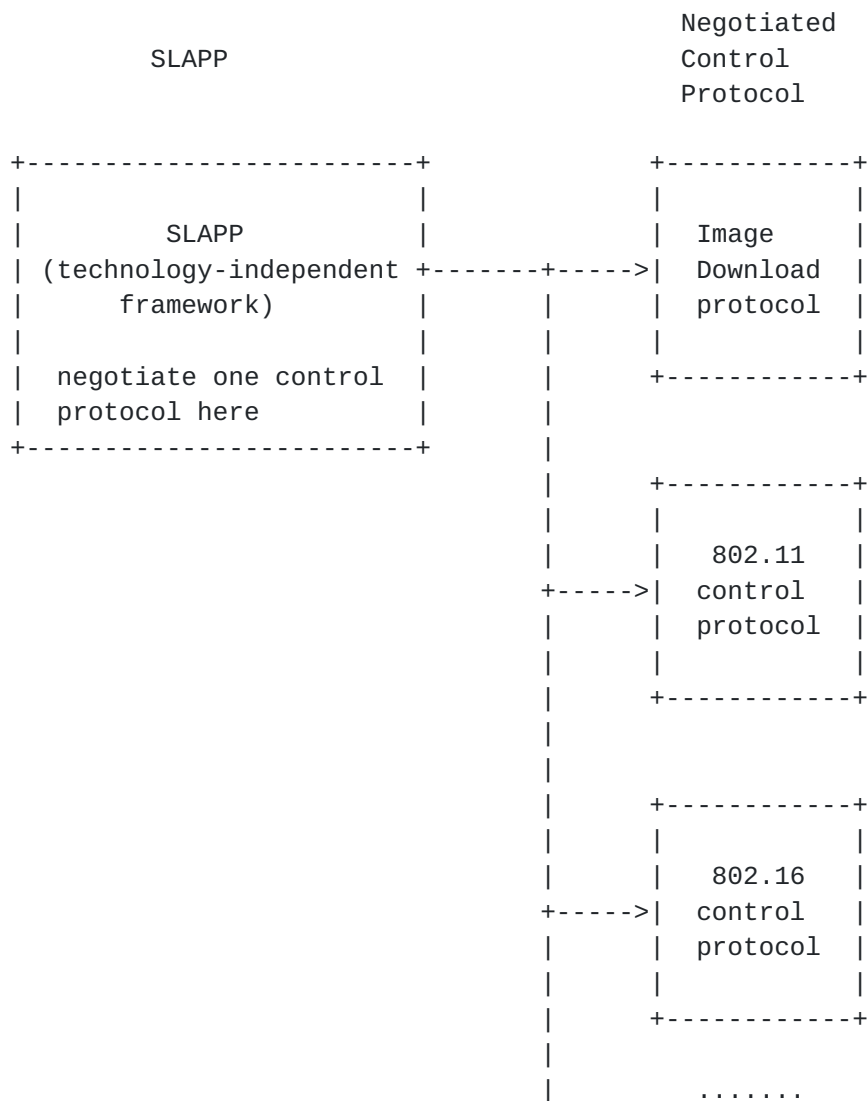 Negotiated
SLAPP Control
Protocol
SLAPP
(technology-independent
framework)
negotiate one control
protocol here
Image
Download
protocol
802.11
control
protocol
802.16
control
protocol
.......